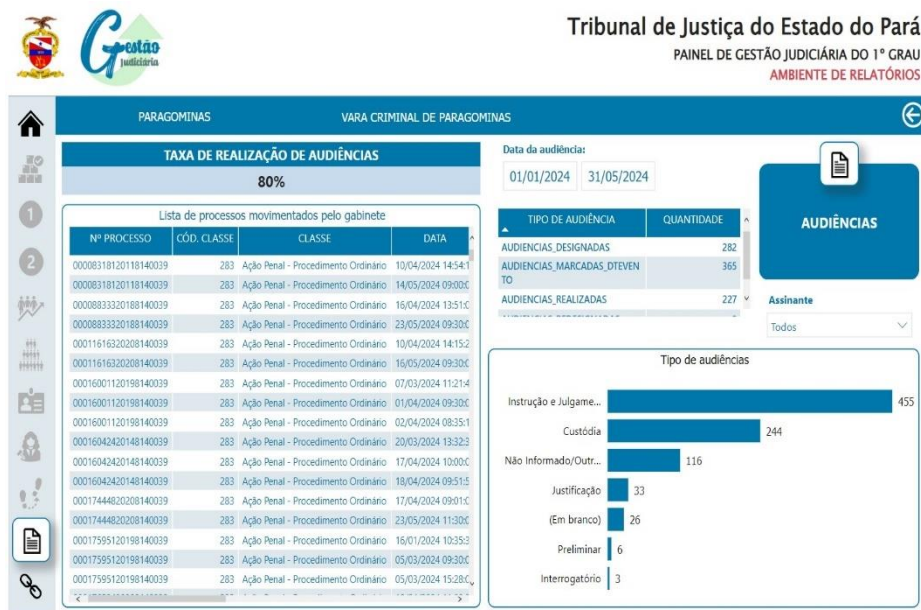 Gestão
Judiciária
Tribunal de Justiça do Estado do Pará
PAINEL DE GESTÃO JUDICIÁRIA DO 1º GRAU
AMBIENTE DE RELATÓRIOS
PARAGOMINAS VARA CRIMINAL DE PARAGOMINAS
TAXA DE REALIZAÇÃO DE AUDIÊNCIAS
80%
Lista de processos movimentados pelo gabinete
Nº PROCESSO CÓD. CLASSE CLASSE DATA
00008318120118140039 283 Ação Penal - Procedimento Ordinário 10/04/2024 14:54:1
00008318120118140039 283 Ação Penal - Procedimento Ordinário 14/05/2024 09:00:0
00008833320188140039 283 Ação Penal - Procedimento Ordinário 16/04/2024 13:51:0
00008833320188140039 283 Ação Penal - Procedimento Ordinário 23/05/2024 09:30:0
00011616320208140039 283 Ação Penal - Procedimento Ordinário 10/04/2024 14:15:2
00011616320208140039 283 Ação Penal - Procedimento Ordinário 16/05/2024 09:30:0
00016001120198140039 283 Ação Penal - Procedimento Ordinário 07/03/2024 11:21:4
00016001120198140039 283 Ação Penal - Procedimento Ordinário 01/04/2024 09:30:0
00016001120198140039 283 Ação Penal - Procedimento Ordinário 02/04/2024 08:35:1
00016042420148140039 283 Ação Penal - Procedimento Ordinário 20/03/2024 13:32:3
00016042420148140039 283 Ação Penal - Procedimento Ordinário 17/04/2024 10:00:0
00016042420148140039 283 Ação Penal - Procedimento Ordinário 18/04/2024 09:51:5
00017444820208140039 283 Ação Penal - Procedimento Ordinário 17/04/2024 09:01:0
00017444820208140039 283 Ação Penal - Procedimento Ordinário 23/05/2024 11:30:0
00017595120198140039 283 Ação Penal - Procedimento Ordinário 16/01/2024 10:35:3
00017595120198140039 283 Ação Penal - Procedimento Ordinário 05/03/2024 09:30:0
00017595120198140039 283 Ação Penal - Procedimento Ordinário 05/03/2024 15:28:0
Data da audiência:
01/01/2024 31/05/2024
TIPO DE AUDIÊNCIA QUANTIDADE
AUDIENCIAS_DESIGNADAS 282
AUDIENCIAS_MARCADAS_DTEVEN 365
TO
AUDIENCIAS_REALIZADAS 227
AUDIÊNCIAS
Assinante
Todos
Tipo de audiências
Instrução e Julgame... 455
Custódia 244
Não Informado/Outr... 116
Justificação 33
(Em branco) 26
Preliminar 6
Interrogatório 3
1
2